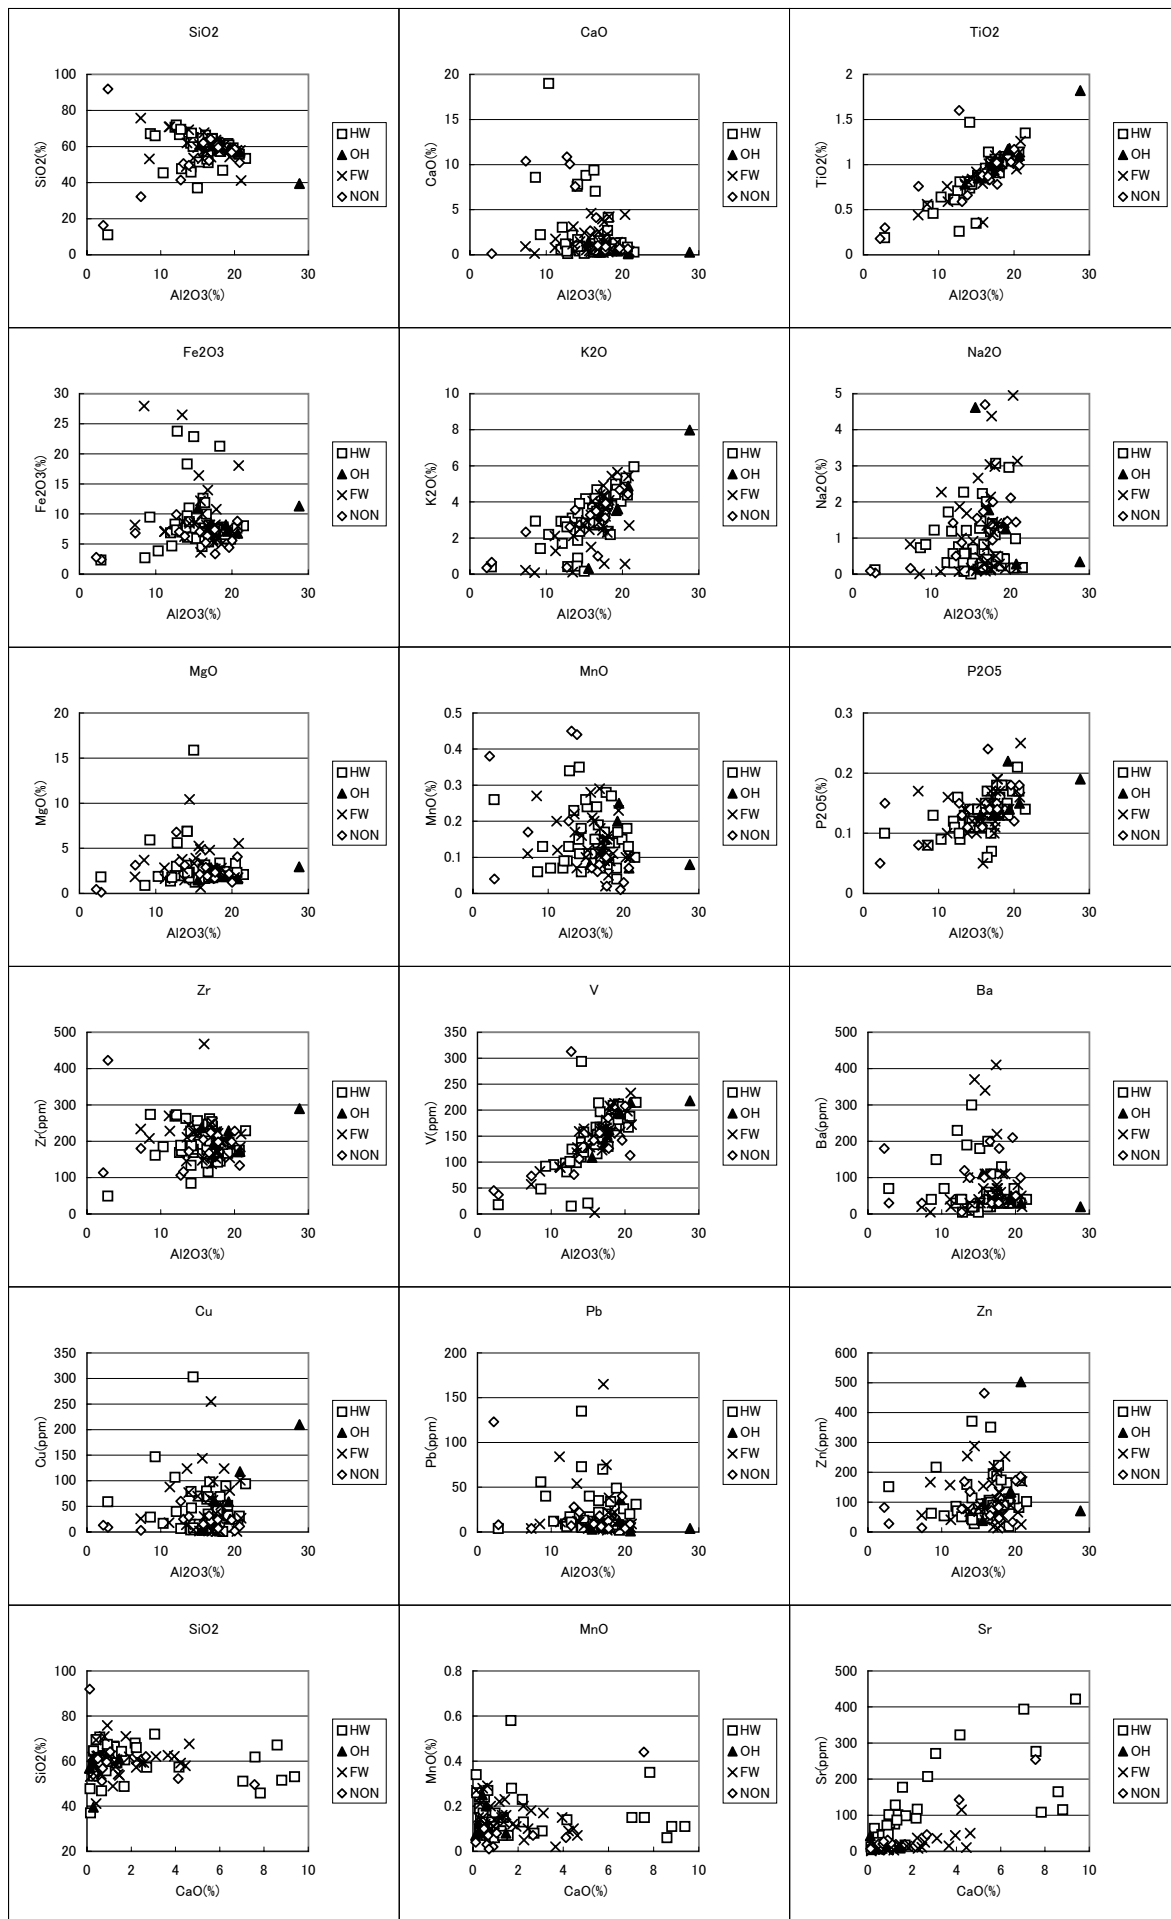 SiO2
SiO2(%)
100
80
60
40
20
0
0 10 20 30
Al2O3(%)
HW
OH
FW
NON
CaO
CaO(%)
20
15
10
5
0
0 10 20 30
Al2O3(%)
HW
OH
FW
NON
TiO2
TiO2(%)
2
1.5
1
0.5
0
0 10 20 30
Al2O3(%)
HW
OH
FW
NON
Fe2O3
Fe2O3(%)
30
25
20
15
10
5
0
0 10 20 30
Al2O3(%)
HW
OH
FW
NON
K2O
K2O(%)
10
8
6
4
2
0
0 10 20 30
Al2O3(%)
HW
OH
FW
NON
Na2O
Na2O(%)
5
4
3
2
1
0
0 10 20 30
Al2O3(%)
HW
OH
FW
NON
MgO
MgO(%)
20
15
10
5
0
0 10 20 30
Al2O3(%)
HW
OH
FW
NON
MnO
MnO(%)
0.5
0.4
0.3
0.2
0.1
0
0 10 20 30
Al2O3(%)
HW
OH
FW
NON
P2O5
P2O5(%)
0.3
0.2
0.1
0
0 10 20 30
Al2O3(%)
HW
OH
FW
NON
Zr
Zr(ppm)
500
400
300
200
100
0
0 10 20 30
Al2O3(%)
HW
OH
FW
NON
V
V(ppm)
350
300
250
200
150
100
50
0
0 10 20 30
Al2O3(%)
HW
OH
FW
NON
Ba
Ba(ppm)
500
400
300
200
100
0
0 10 20 30
Al2O3(%)
HW
OH
FW
NON
Cu
Cu(ppm)
350
300
250
200
150
100
50
0
0 10 20 30
Al2O3(%)
HW
OH
FW
NON
Pb
Pb(ppm)
200
150
100
50
0
0 10 20 30
Al2O3(%)
HW
OH
FW
NON
Zn
Zn(ppm)
600
500
400
300
200
100
0
0 10 20 30
Al2O3(%)
HW
OH
FW
NON
SiO2
SiO2(%)
100
80
60
40
20
0 2 4 6 8 10
CaO(%)
HW
OH
FW
NON
MnO
MnO(%)
0.8
0.6
0.4
0.2
0
0 2 4 6 8 10
CaO(%)
HW
OH
FW
NON
Sr
Sr(ppm)
500
400
300
200
100
0
0 2 4 6 8 10
CaO(%)
HW
OH
FW
NON